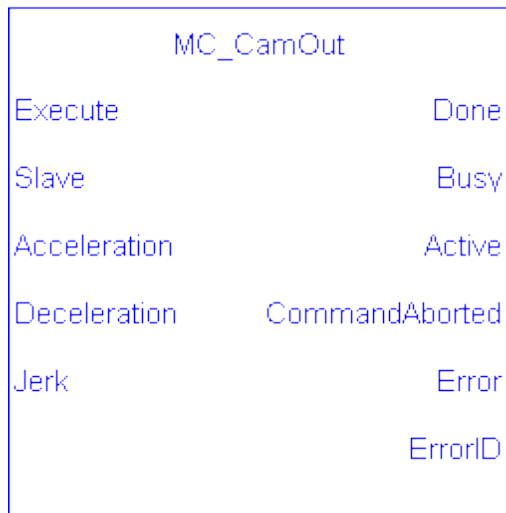 MC_CamOut
Execute Done
Slave Busy
Acceleration Active
Deceleration CommandAborted
Jerk Error
ErrorID